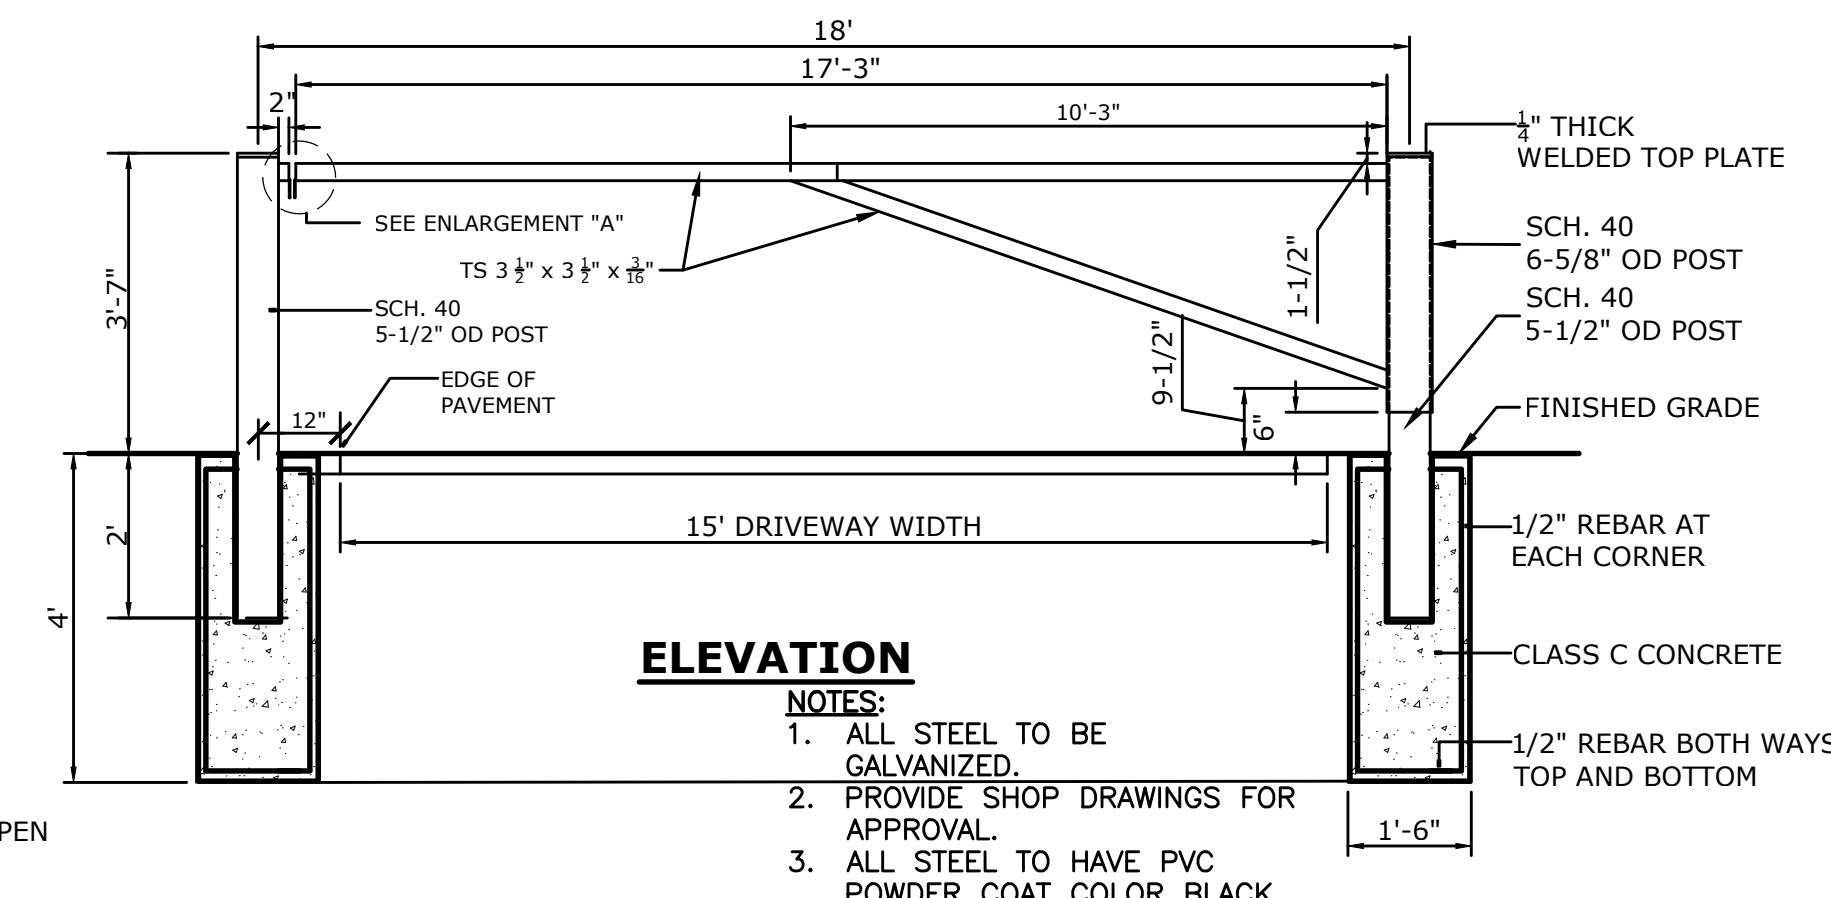 18'
17'-3"
2"
10'-3"
1/4" THICK
WELDED TOP PLATE
SEE ENLARGEMENT "A"
TS 3 1/2" x 3 1/2" x 3/16"
3'-7"
SCH. 40
5-1/2" OD POST
1-1/2"
SCH. 40
6-5/8" OD POST
SCH. 40
5-1/2" OD POST
EDGE OF
PAVEMENT
12"
9-1/2"
6"
FINISHED GRADE
2'
4'
15' DRIVEWAY WIDTH
1/2" REBAR AT
EACH CORNER
CLASS C CONCRETE
1/2" REBAR BOTH WAYS
TOP AND BOTTOM
1'-6"
ELEVATION
NOTES:
1. ALL STEEL TO BE
GALVANIZED.
2. PROVIDE SHOP DRAWINGS FOR
APPROVAL.
3. ALL STEEL TO HAVE PVC
POWDER COAT COLOR BLACK
PEN